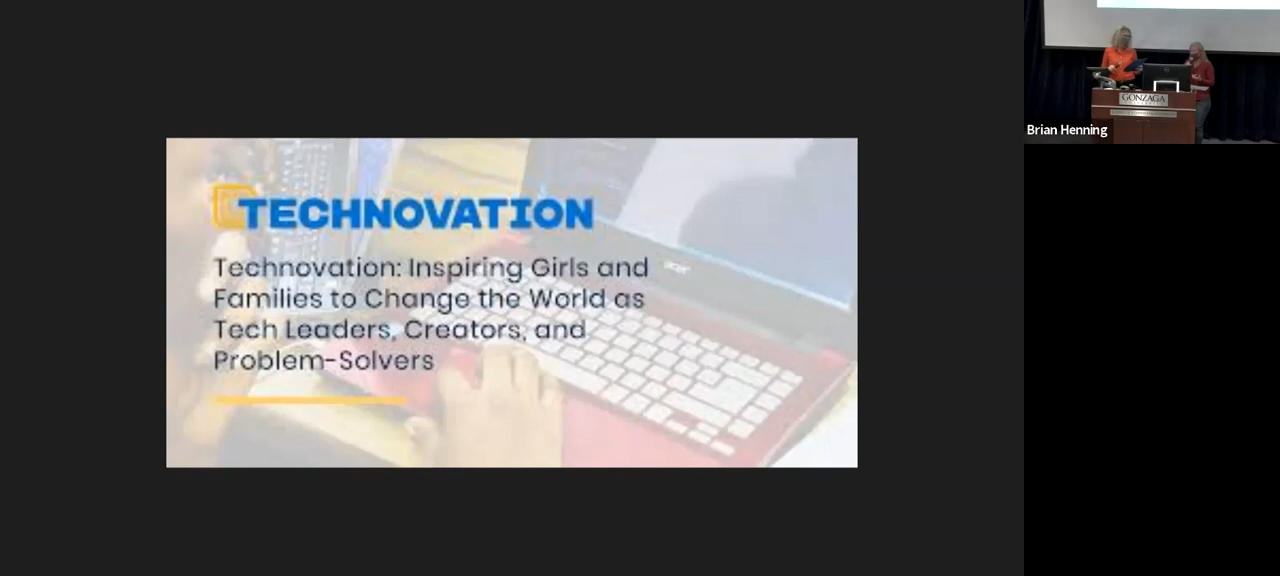 TECHNOVATION
Technovation: Inspiring Girls and
Families to Change the World as
Tech Leaders, Creators, and
Problem-Solvers
acer
GONZAGA
Brian Henning